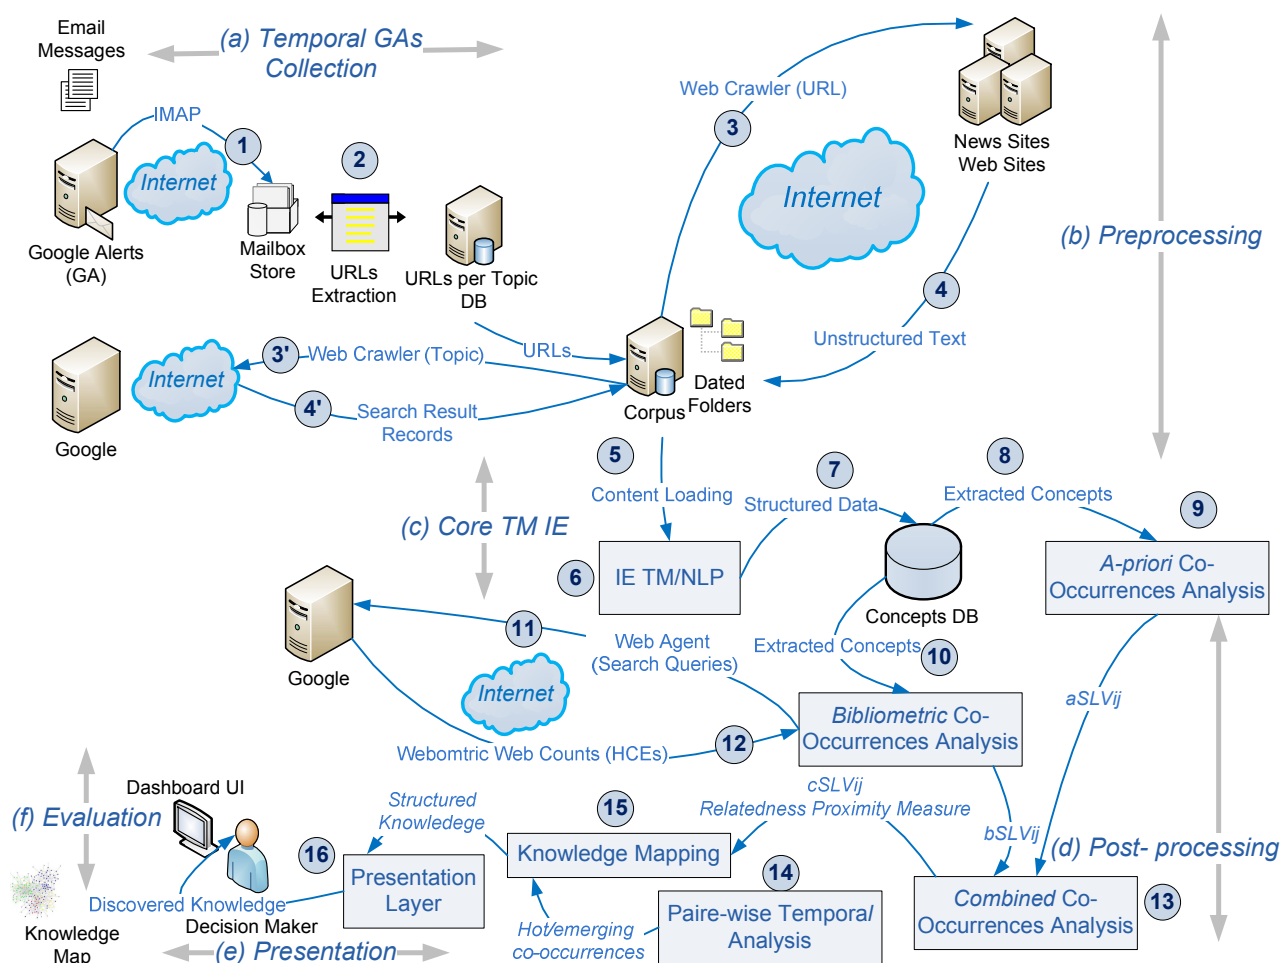 Email
Messages
(a) Temporal GAs
Collection
IMAP
1
2
Internet
Google Alerts
(GA)
Mailbox
Store
URLs
Extraction
URLs per Topic
DB
Web Crawler (URL)
3
News Sites
Web Sites
Internet
(b) Preprocessing
4
Unstructured Text
3'
Web Crawler (Topic)
URLs
Internet
4'
Search Result
Records
Google
Corpus
Dated
Folders
5
Content Loading
7
Structured Data
8
Extracted Concepts
9
(c) Core TM IE
6
IE TM/NLP
Concepts DB
A-priori Co-
Occurrences Analysis
11
Web Agent
(Search Queries)
Extracted Concepts
10
Google
Internet
Bibliometric Co-
Occurrences Analysis
aSLVij
Webomtric Web Counts (HCEs)
12
cSLVij
Relatedness Proximity Measure
bSLVij
(d) Post- processing
Dashboard UI
(f) Evaluation
Structured
Knowledege
15
Knowledge Mapping
16
Presentation
Layer
14
Paire-wise Temporal
Analysis
Combined Co-
Occurrences Analysis
13
Discovered Knowledge
Decision Maker
Knowledge
Map
(e) Presentation
Hot/emerging
co-occurrences